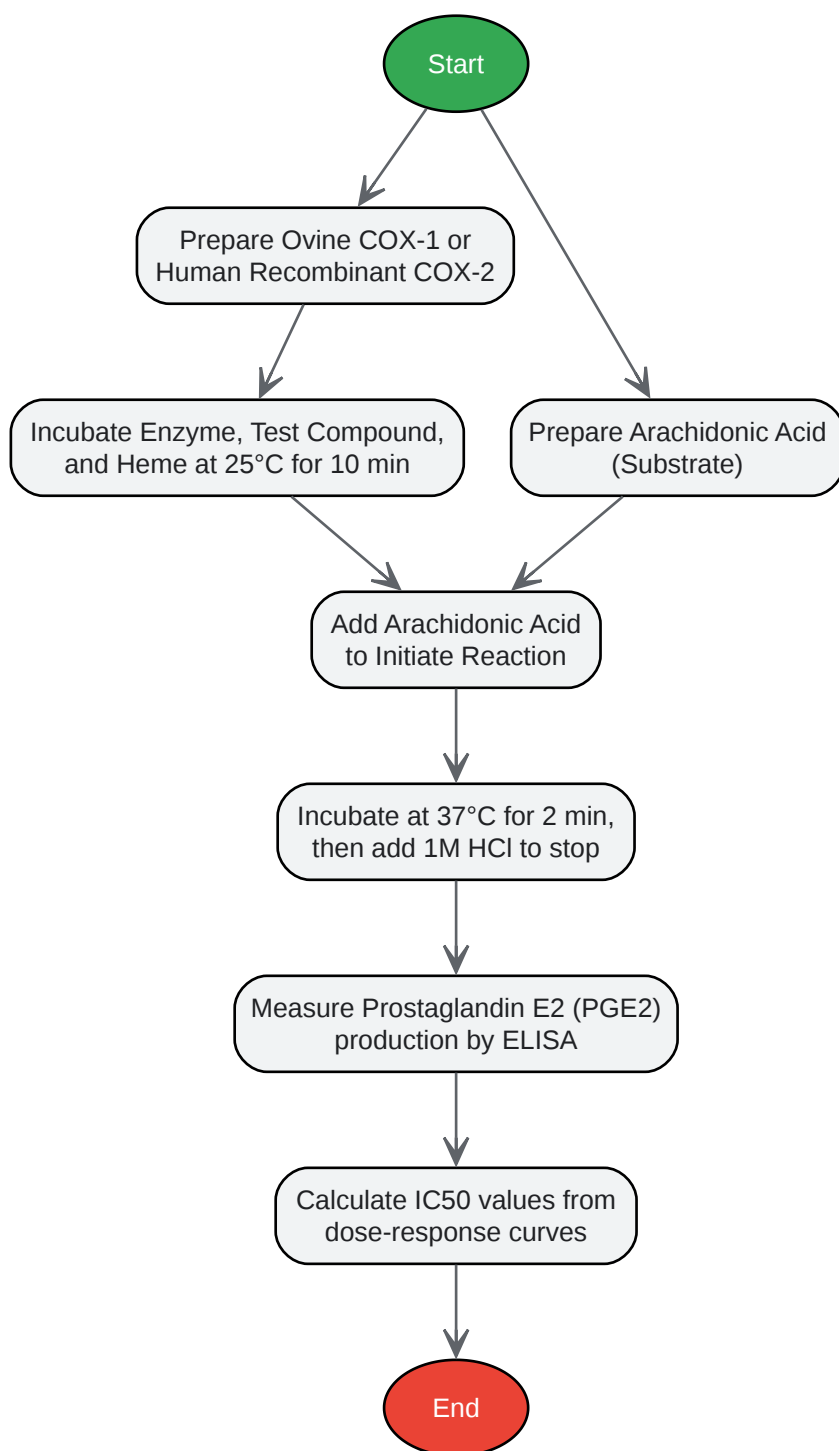 Start
Prepare Ovine COX-1 or
Human Recombinant COX-2
Incubate Enzyme, Test Compound,
and Heme at 25°C for 10 min
Prepare Arachidonic Acid
(Substrate)
Add Arachidonic Acid
to Initiate Reaction
Incubate at 37°C for 2 min,
then add 1M HCl to stop
Measure Prostaglandin E2 (PGE2)
production by ELISA
Calculate IC50 values from
dose-response curves
End